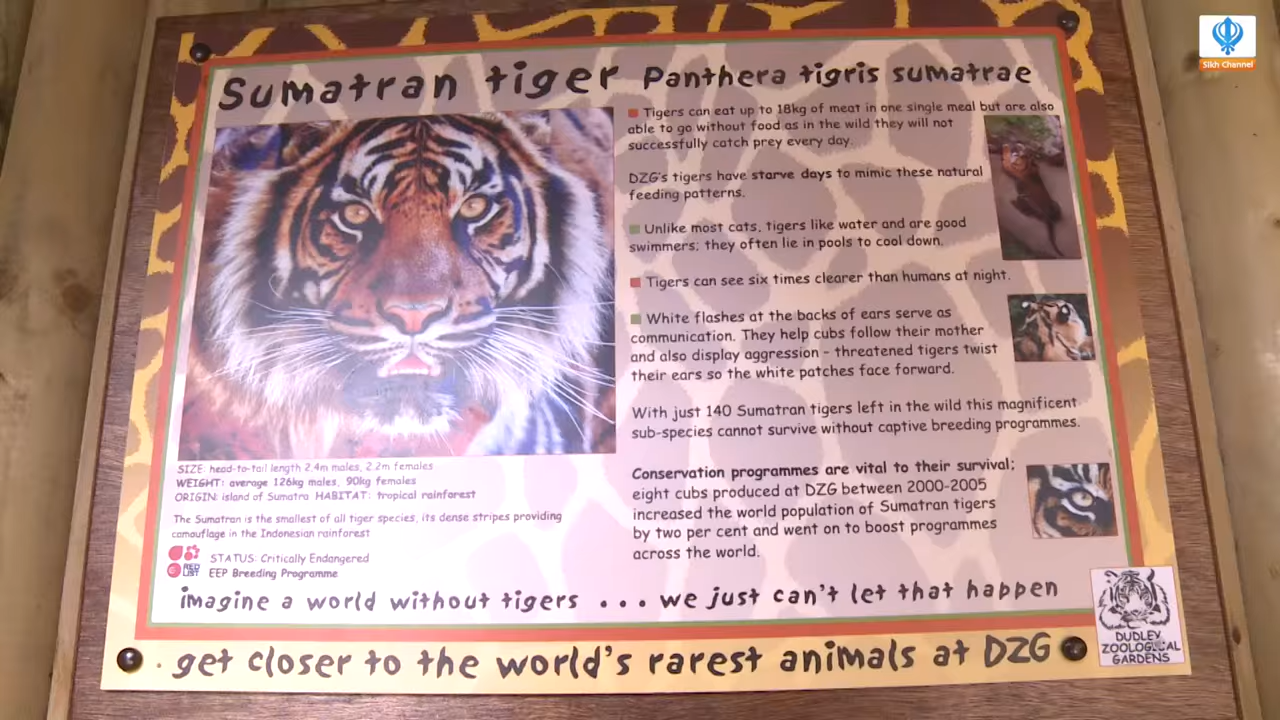 Sikh Channel
Sumatran tiger Panthera tigris sumatrae
Tigers can eat up to 18kg of meat in one single meal but are also
able to go without food as in the wild they will not
successfully catch prey every day.
DZG's tigers have starve days to mimic these natural
feeding patterns.
Unlike most cats, tigers like water and are good
swimmers; they often lie in pools to cool down.
Tigers can see six times clearer than humans at night.
White flashes at the backs of ears serve as
communication. They help cubs follow their mother
and also display aggression - threatened tigers twist
their ears so the white patches face forward.
With just 140 Sumatran tigers left in the wild this magnificent
sub-species cannot survive without captive breeding programmes.
Conservation programmes are vital to their survival;
eight cubs produced at DZG between 2000-2005
increased the world population of Sumatran tigers
by two per cent and went on to boost programmes
across the world.
SIZE: head-to-tail length 2.4m males, 2.2m females
WEIGHT: average 126kg males, 90kg females
ORIGIN: island of Sumatra HABITAT: tropical rainforest
The Sumatran is the smallest of all tiger species, its dense stripes providing
camouflage in the Indonesian rainforest
RED
LIST
STATUS: Critically Endangered
EEP Breeding Programme
imagine a world without tigers ... we just can't let that happen
. get closer to the world's rarest animals at DZG
DUDLEY
ZOOLOGICAL
GARDENS